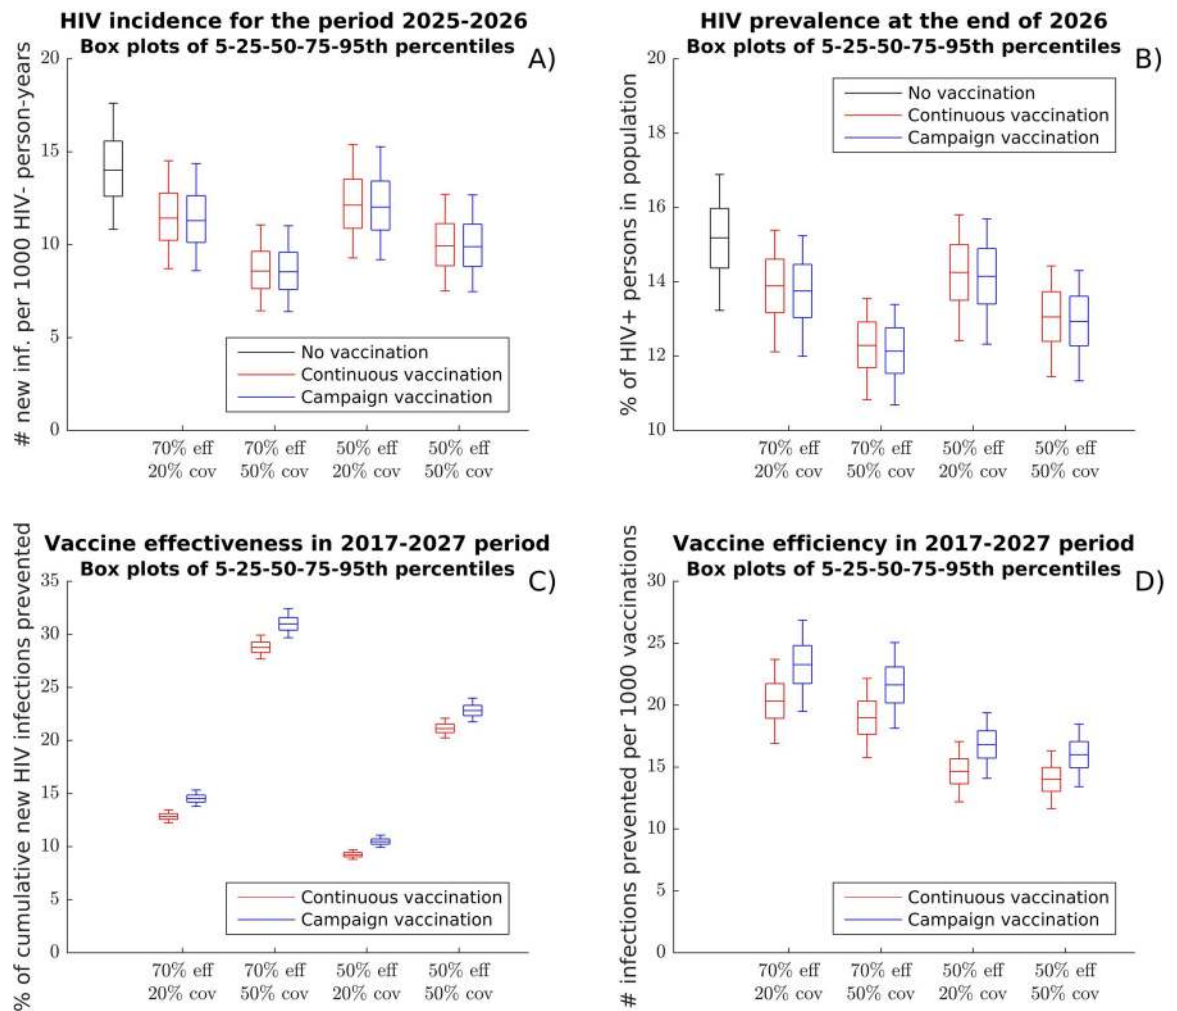 HIV incidence for the period 2025-2026
Box plots of 5-25-50-75-95th percentiles
A)
# new inf. per 1000 HIV- person-years
20
15
10
5
0
No vaccination
Continuous vaccination
Campaign vaccination
70% eff 70% eff 50% eff 50% eff
20% cov 50% cov 20% cov 50% cov
HIV prevalence at the end of 2026
Box plots of 5-25-50-75-95th percentiles
B)
% of HIV+ persons in population
20
18
16
14
12
10
No vaccination
Continuous vaccination
Campaign vaccination
70% eff 70% eff 50% eff 50% eff
20% cov 50% cov 20% cov 50% cov
Vaccine effectiveness in 2017-2027 period
Box plots of 5-25-50-75-95th percentiles
C)
% of cumulative new HIV infections prevented
35
30
25
20
15
10
5
0
Continuous vaccination
Campaign vaccination
70% eff 70% eff 50% eff 50% eff
20% cov 50% cov 20% cov 50% cov
Vaccine efficiency in 2017-2027 period
Box plots of 5-25-50-75-95th percentiles
D)
# infections prevented per 1000 vaccinations
30
25
20
15
10
5
0
Continuous vaccination
Campaign vaccination
70% eff 70% eff 50% eff 50% eff
20% cov 50% cov 20% cov 50% cov